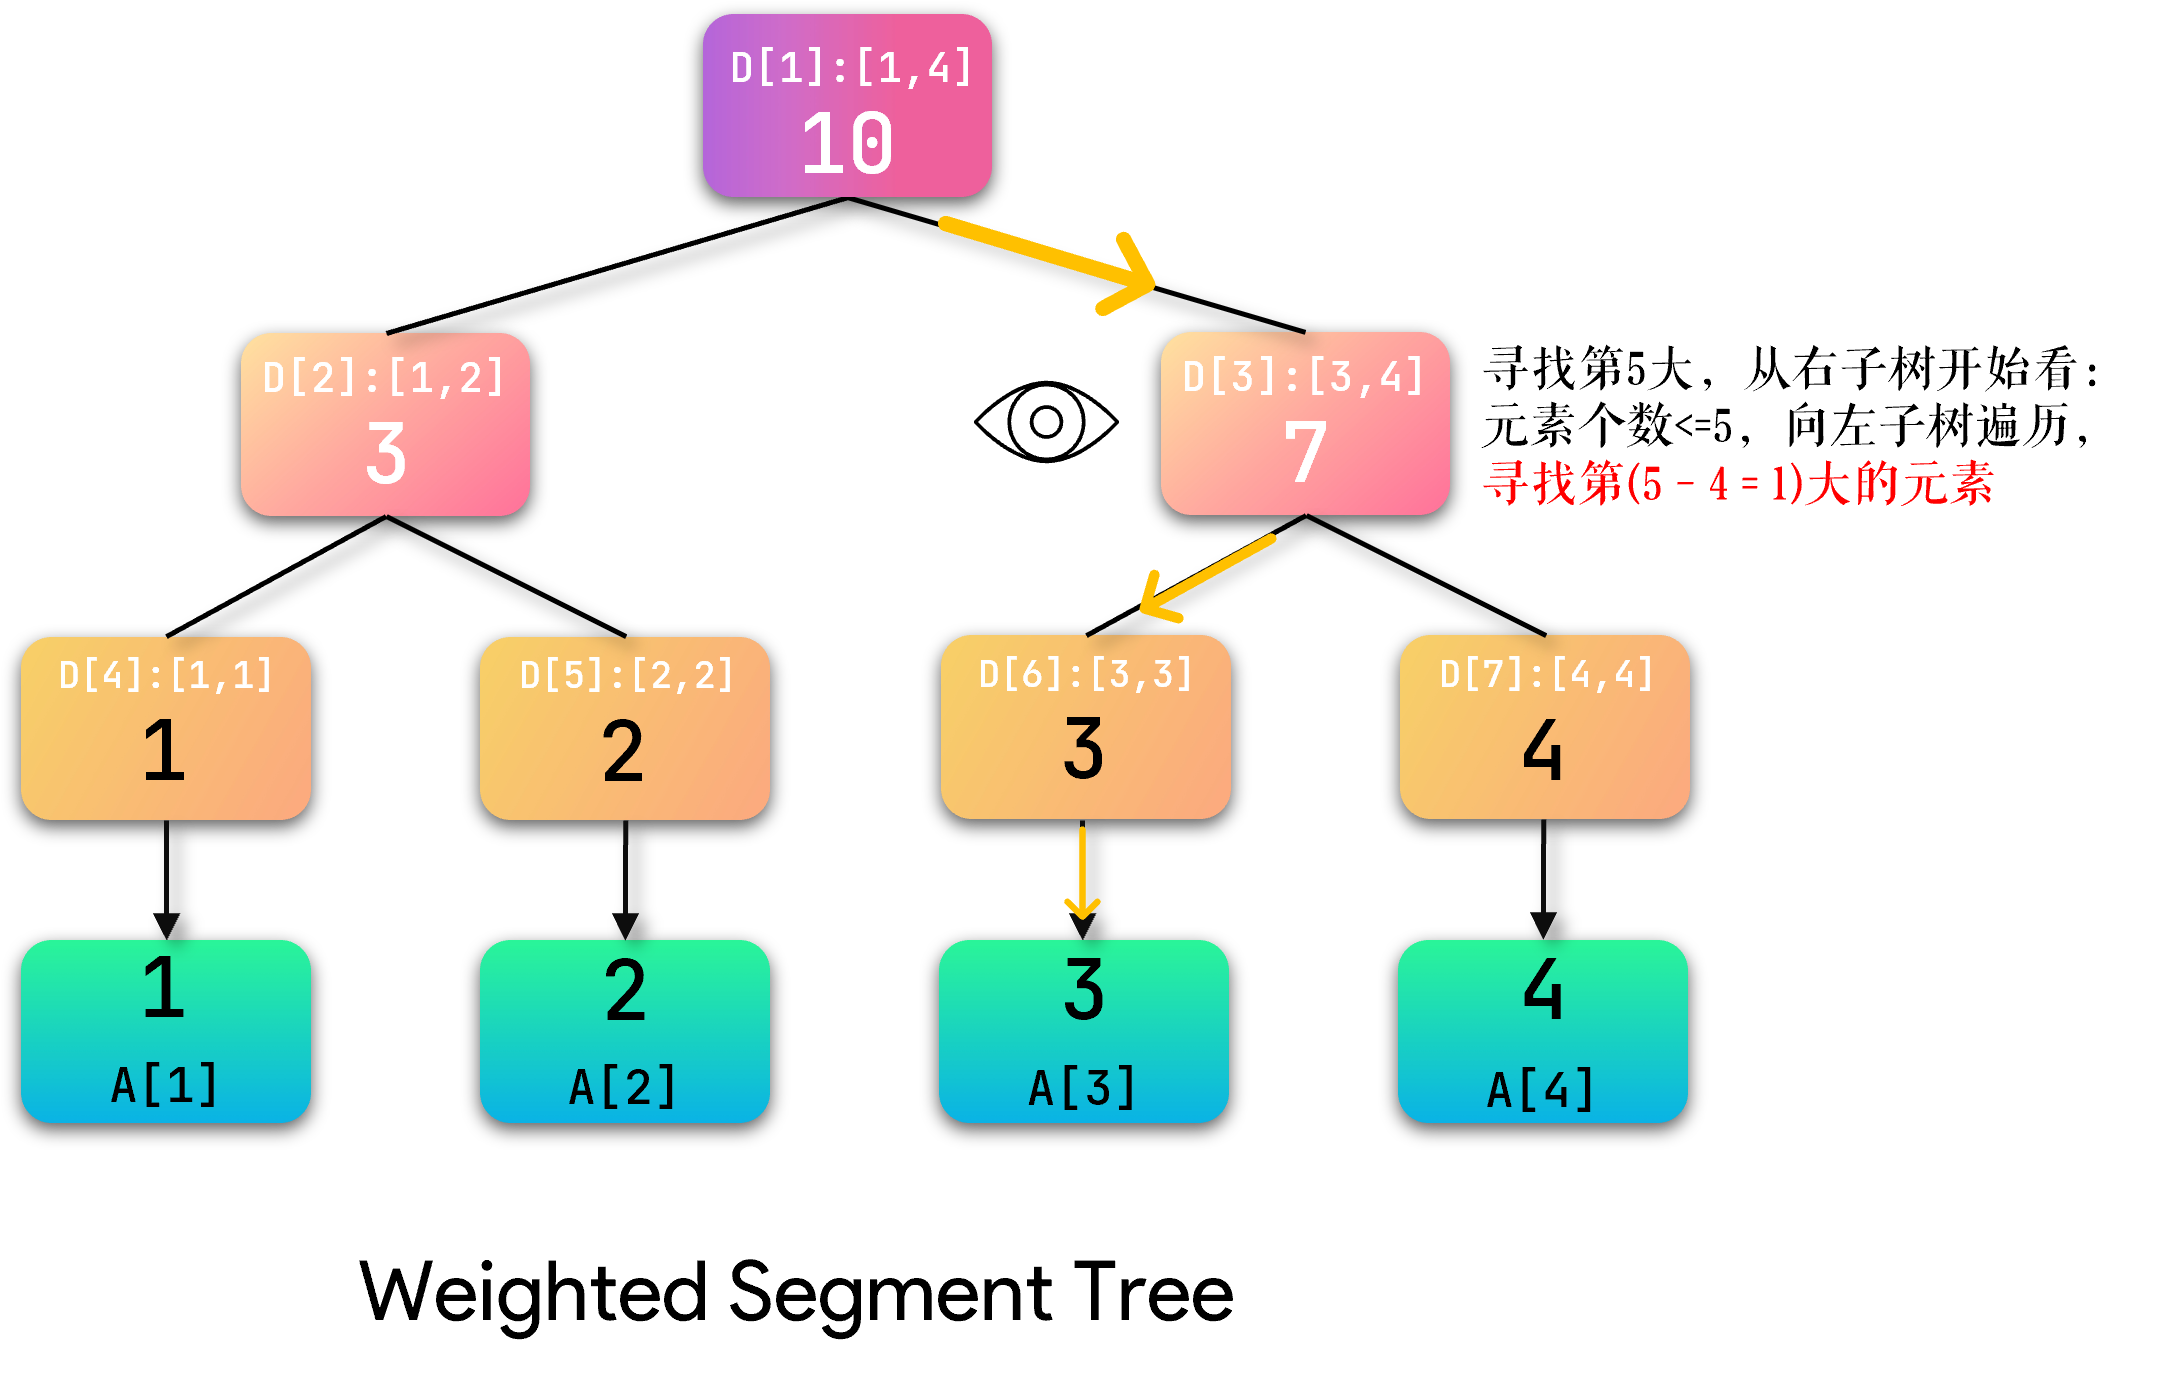 D[1]:[1,4]
10
D[2]:[1,2]
3
D[3]:[3,4]
7
寻找第5大，从右子树开始看：
元素个数<=5，向左子树遍历，
寻找第(5-4=1)大的元素
D[4]:[1,1]
1
D[5]:[2,2]
2
D[6]:[3,3]
3
D[7]:[4,4]
4
1
A[1]
2
A[2]
3
A[3]
4
A[4]
Weighted Segment Tree